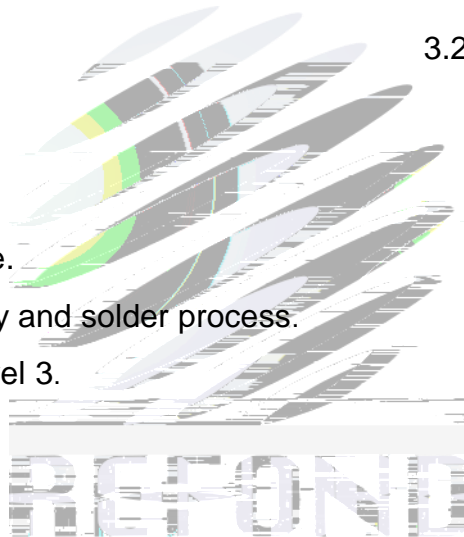 3.2
e.
y and solder process.
el 3.
REFOND